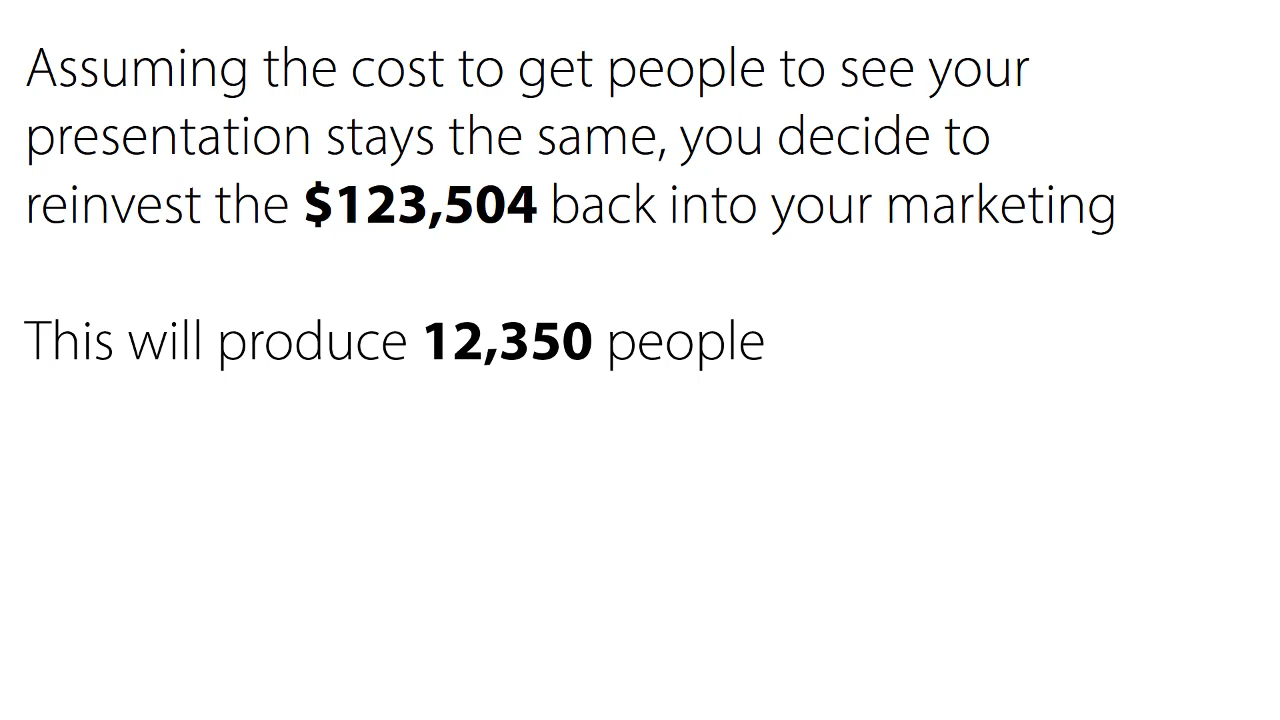 Assuming the cost to get people to see your
presentation stays the same, you decide to
reinvest the $123,504 back into your marketing
This will produce 12,350 people